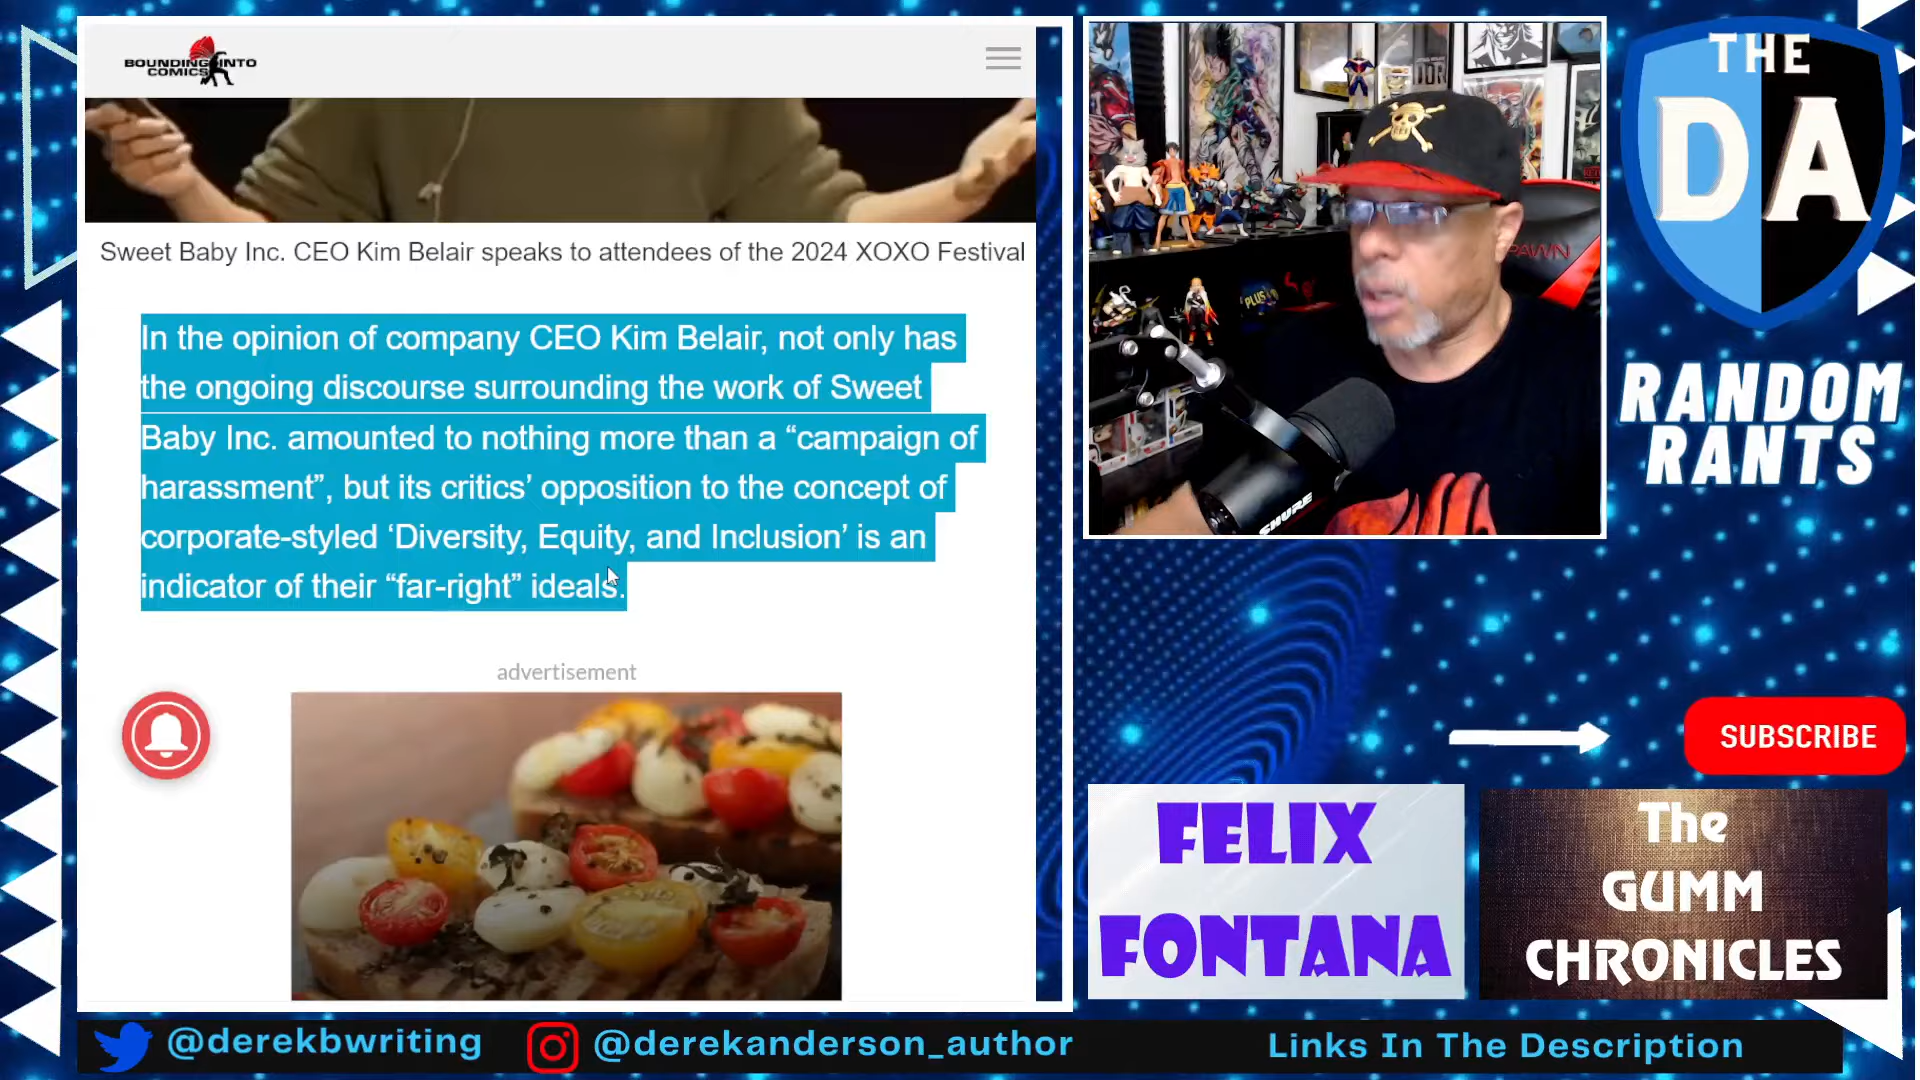 BOUNDING INTO
COMICS
Sweet Baby Inc. CEO Kim Belair speaks to attendees of the 2024 XOXO Festival
In the opinion of company CEO Kim Belair, not only has
the ongoing discourse surrounding the work of Sweet
Baby Inc. amounted to nothing more than a “campaign of
harassment”, but its critics’ opposition to the concept of
corporate-styled ‘Diversity, Equity, and Inclusion’ is an
indicator of their “far-right” ideals.
advertisement
SPAWN
PLUS
SHURE
THE
DA
RANDOM
RANTS
SUBSCRIBE
FELIX
FONTANA
The
GUMM
CHRONICLES
@derekbwriting
@derekanderson_author
Links In The Description